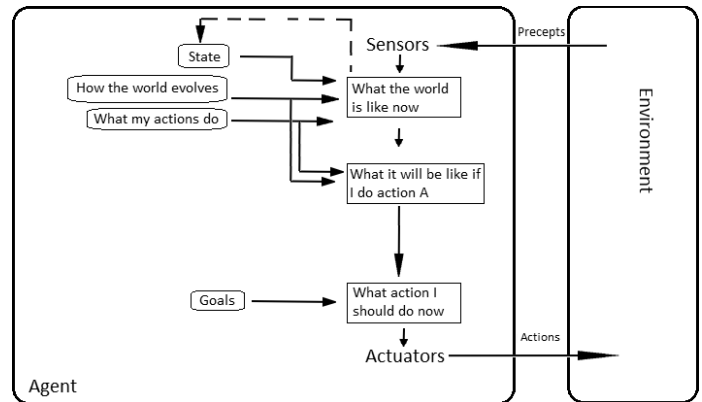 Sensors
Precepts
State
How the world evolves
What my actions do
What the world
is like now
What it will be like if
I do action A
Goals
What action I
should do now
Actuators
Actions
Agent
Environment